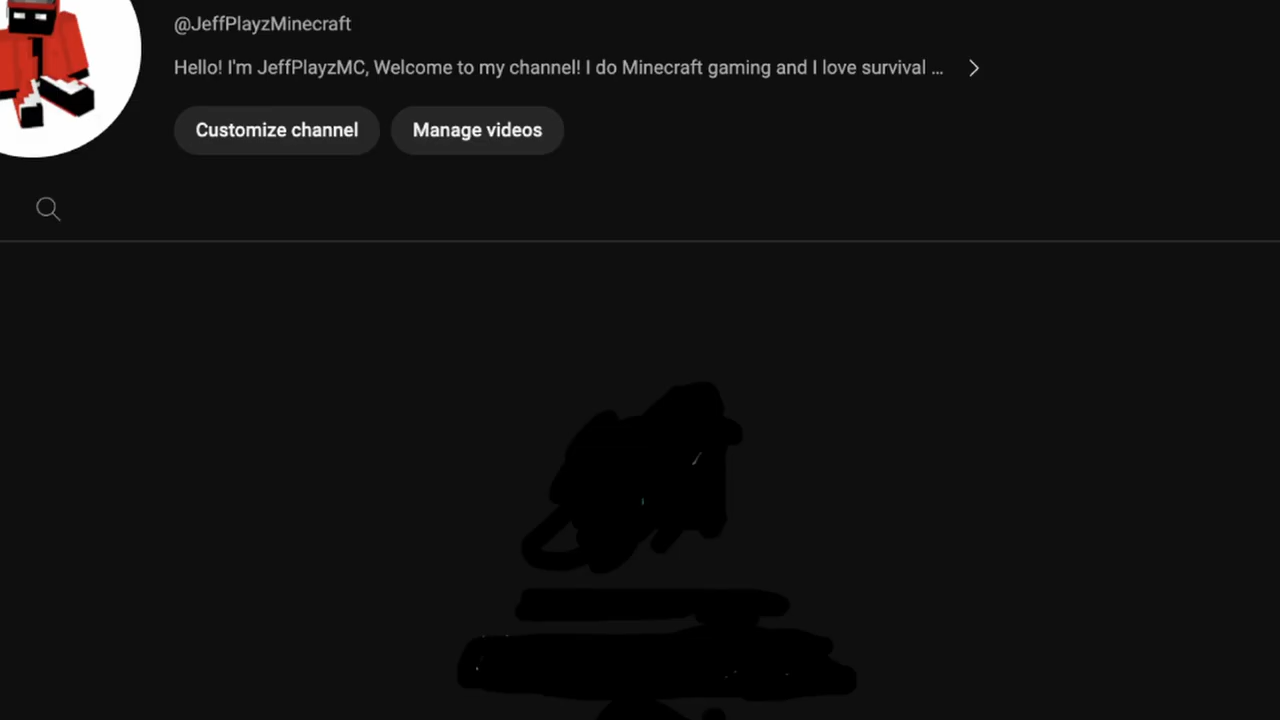 @JeffPlayzMinecraft
Hello! I'm JeffPlayzMC, Welcome to my channel! I do Minecraft gaming and I love survival ...
Customize channel
Manage videos